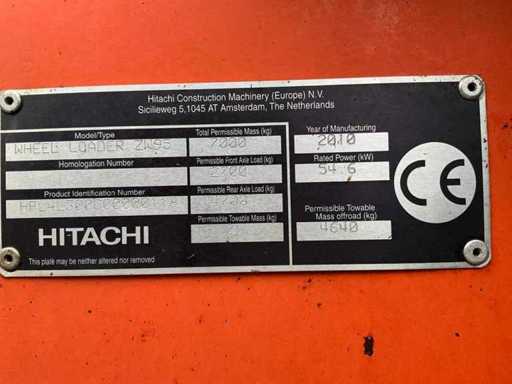 Hitachi Construction Machinery (Europe) N.V.
Sicilieweg 5,1045 AT Amsterdam, The Netherlands
Model/Type
WHEEL LOADER ZW95
Homologation Number
Product Identification Number
HITACHI
This plate may be neither altered nor removed
Total Permissible Mass (kg)
7000
Permissible Front Axle Load (kg)
Permissible Rear Axle Load (kg)
Permissible Towable Mass (kg)
Year of Manufacturing
2010
Rated Power (kW)
54.6
Permissible Towable
Mass offroad (kg)
4640
CE